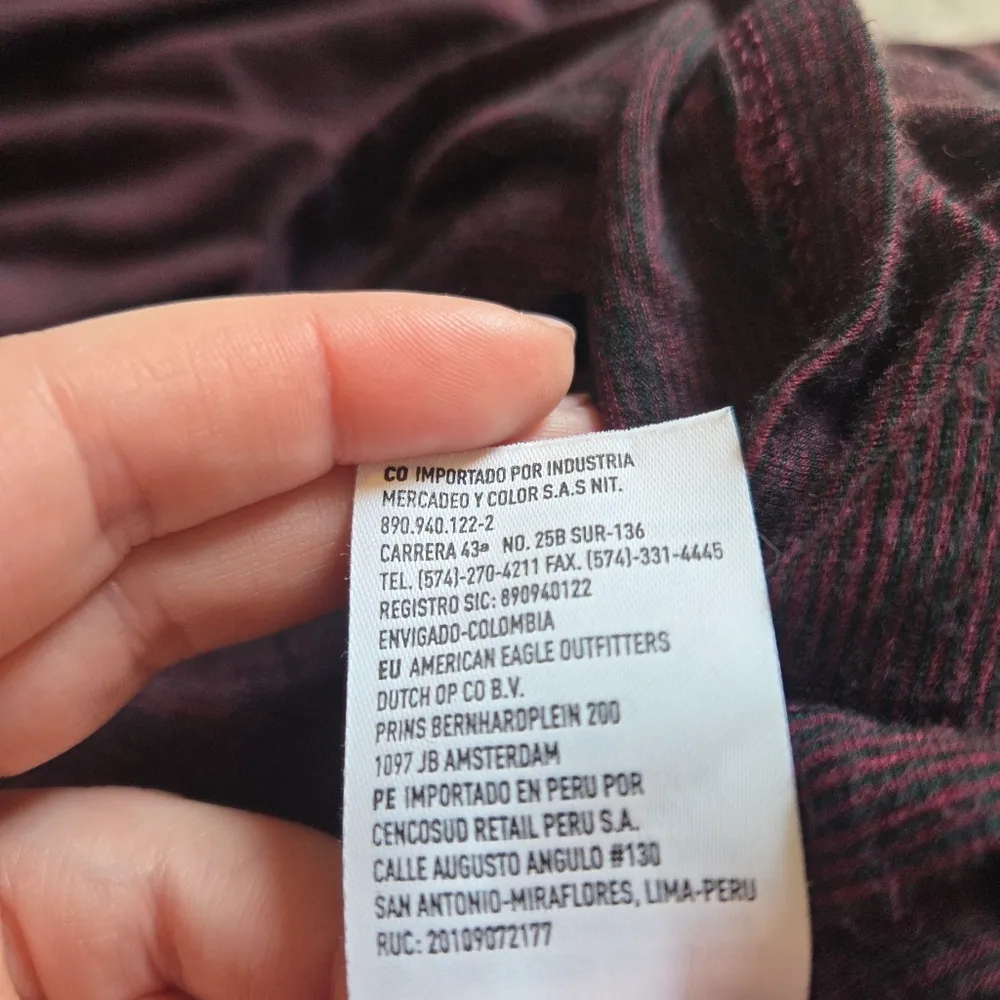 CO IMPORTADO POR INDUSTRIA
MERCADEO Y COLOR S.A.S NIT.
890.940.122-2
CARRERA 43ª NO. 25B SUR-136
TEL. (574)-270-4211 FAX. (574)-331-4445
REGISTRO SIC: 890940122
ENVIGADO-COLOMBIA
EU AMERICAN EAGLE OUTFITTERS
DUTCH OP CO B.V.
PRINS BERNHARDPLEIN 200
1097 JB AMSTERDAM
PE IMPORTADO EN PERU POR
CENCOSUD RETAIL PERU S.A.
CALLE AUGUSTO ANGULO #130
SAN ANTONIO-MIRAFLORES, LIMA-PERU
RUC: 20109072177